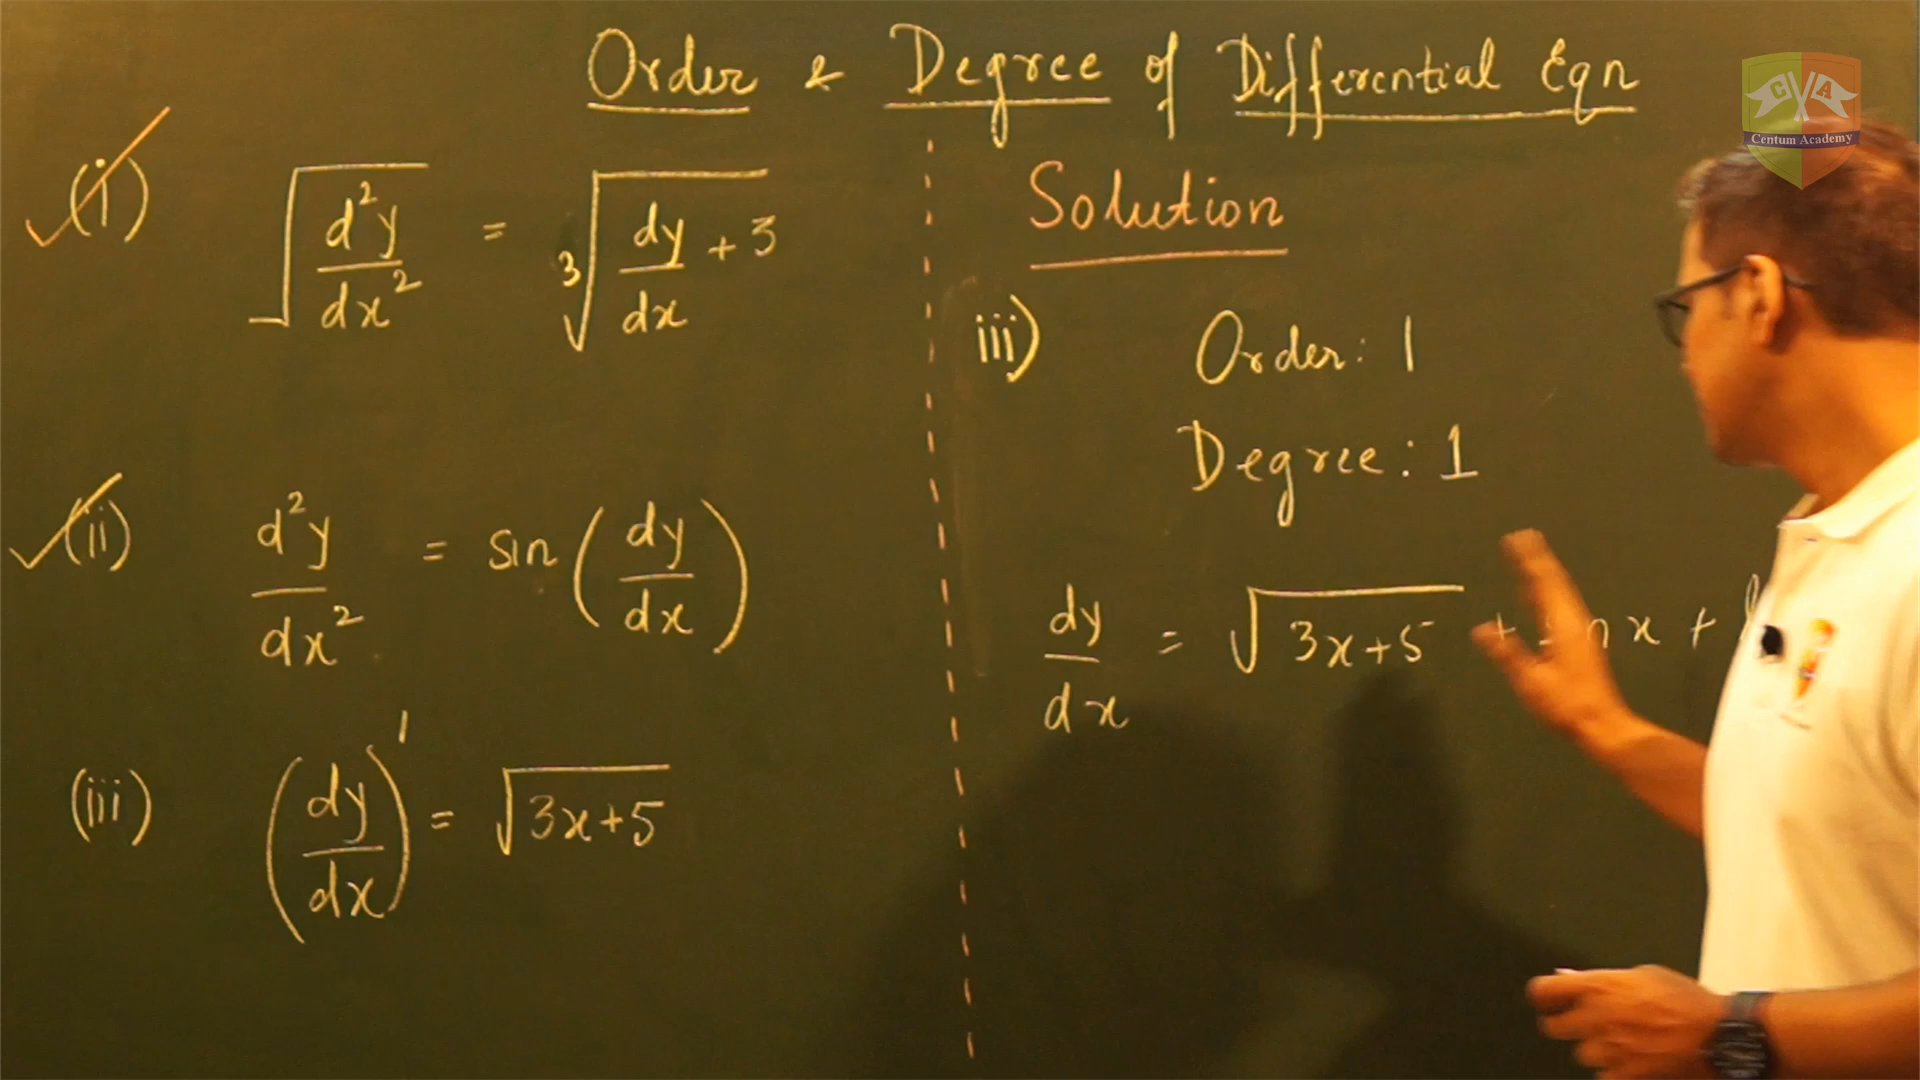 Order & Degree of Differential Eqn
CA
Centum Academy
(i) √(d²y/dx²) = ∛(dy/dx + 3)
(ii) d²y/dx² = sin(dy/dx)
(iii) (dy/dx)¹ = √(3x+5)
Solution
iii) Order: 1
Degree: 1
dy/dx = √(3x+5) + x +